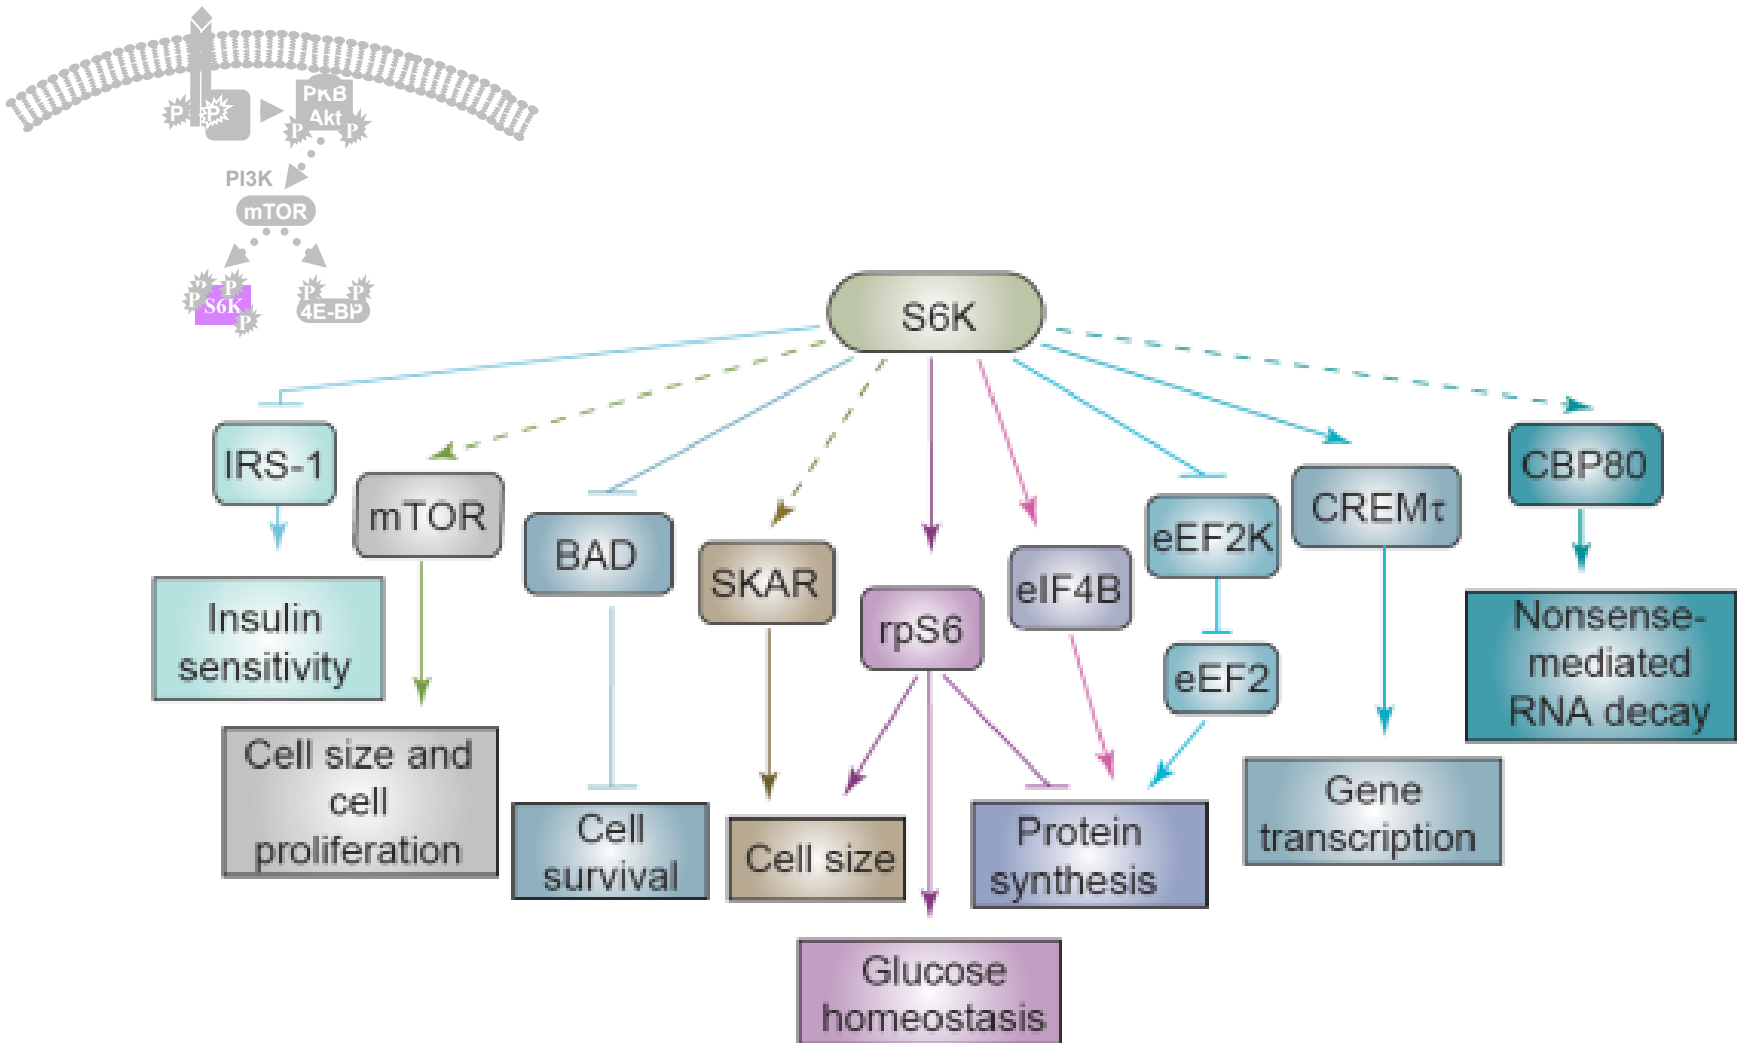 PKB
Akt
P
P
P
P
PI3K
mTOR
P
P
P
S6K
P
P
P
4E-BP
S6K
IRS-1
mTOR
BAD
SKAR
rpS6
eIF4B
eEF2K
eEF2
CREMτ
CBP80
Insulin
sensitivity
Cell size and
cell
proliferation
Cell
survival
Cell size
Glucose
homeostasis
Protein
synthesis
Gene
transcription
Nonsense-
mediated
RNA decay